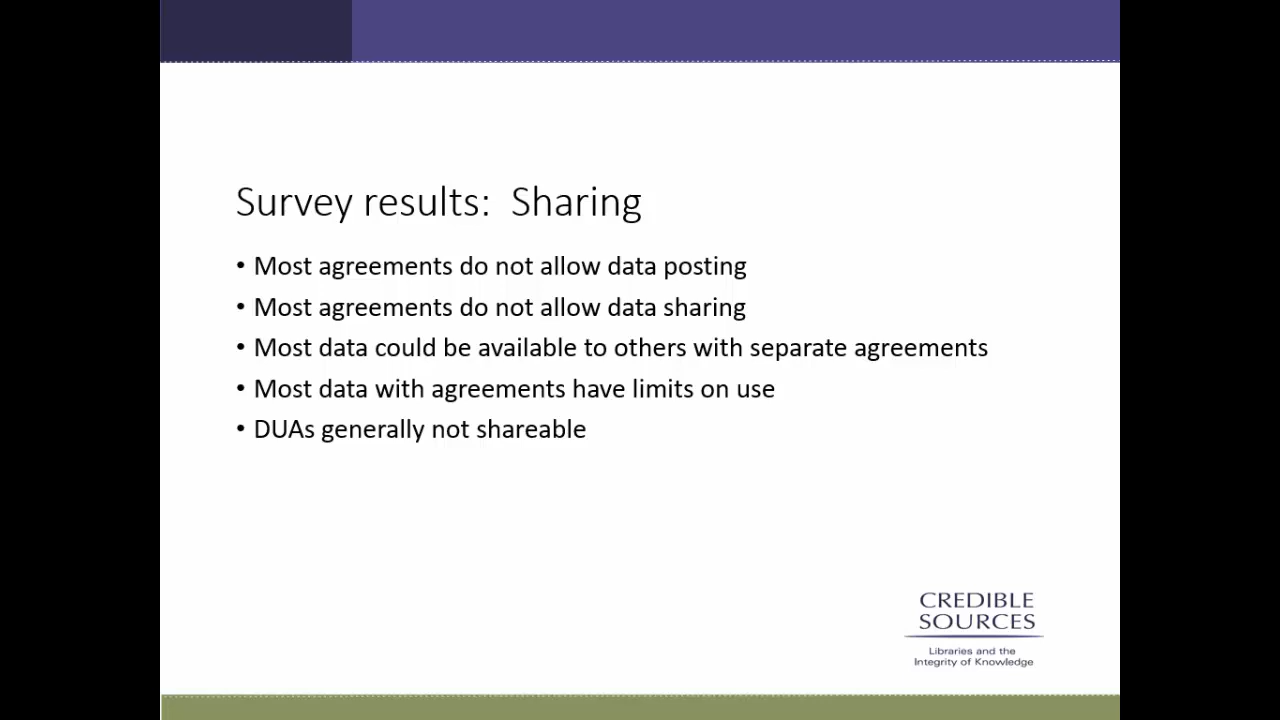 Survey results:  Sharing
• Most agreements do not allow data posting
• Most agreements do not allow data sharing
• Most data could be available to others with separate agreements
• Most data with agreements have limits on use
• DUAs generally not shareable
CREDIBLE
SOURCES
Libraries and the
Integrity of Knowledge